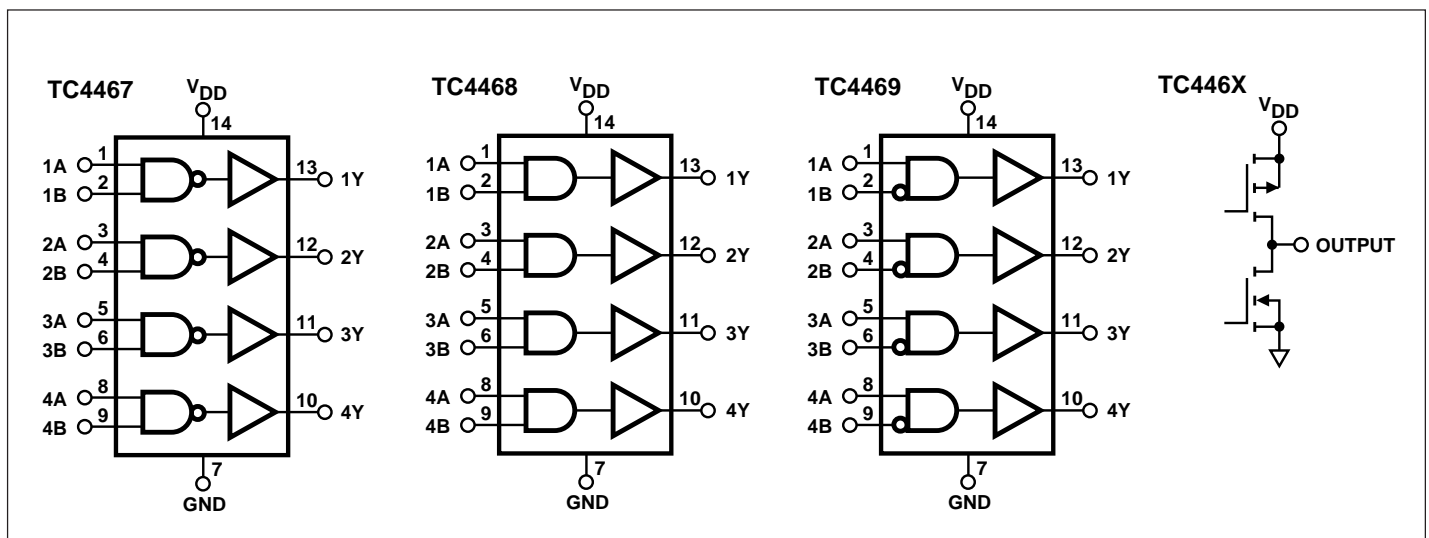 TC4467
VDD
14
1A
1
1B
2
13
1Y
2A
3
2B
4
12
2Y
3A
5
3B
6
11
3Y
4A
8
4B
9
10
4Y
7
GND
TC4468
VDD
14
1A
1
1B
2
13
1Y
2A
3
2B
4
12
2Y
3A
5
3B
6
11
3Y
4A
8
4B
9
10
4Y
7
GND
TC4469
VDD
14
1A
1
1B
2
13
1Y
2A
3
2B
4
12
2Y
3A
5
3B
6
11
3Y
4A
8
4B
9
10
4Y
7
GND
TC446X
VDD
OUTPUT